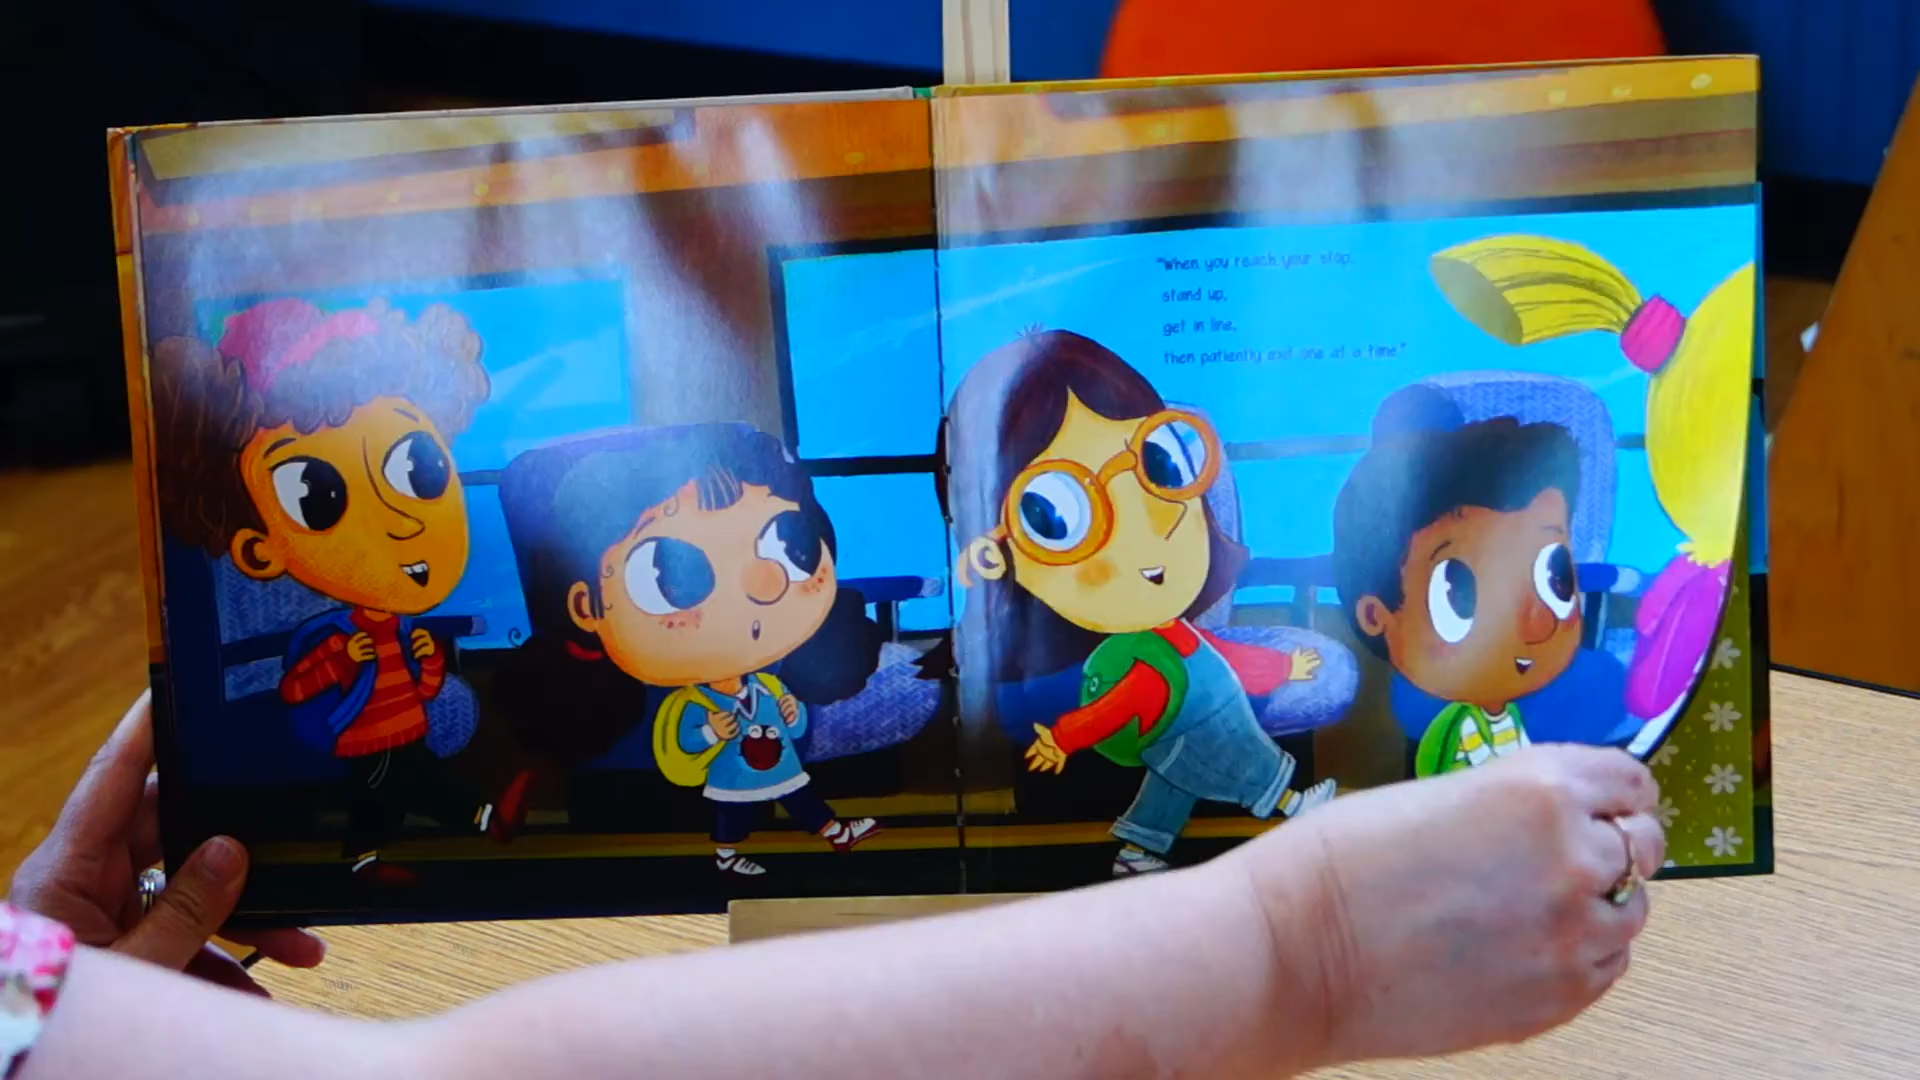 "When you reach your stop,
stand up,
get in line,
then patiently exit one at a time"